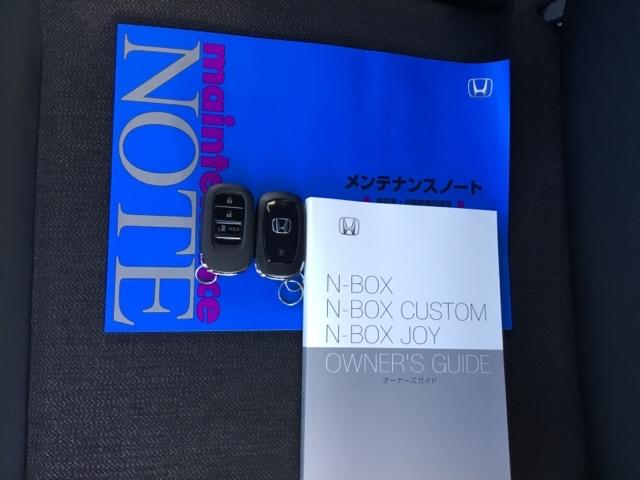 maintenance
NOTE
メンテナンスノート
N-BOX
N-BOX CUSTOM
N-BOX JOY
OWNER'S GUIDE
オーナーズガイド
HOLD